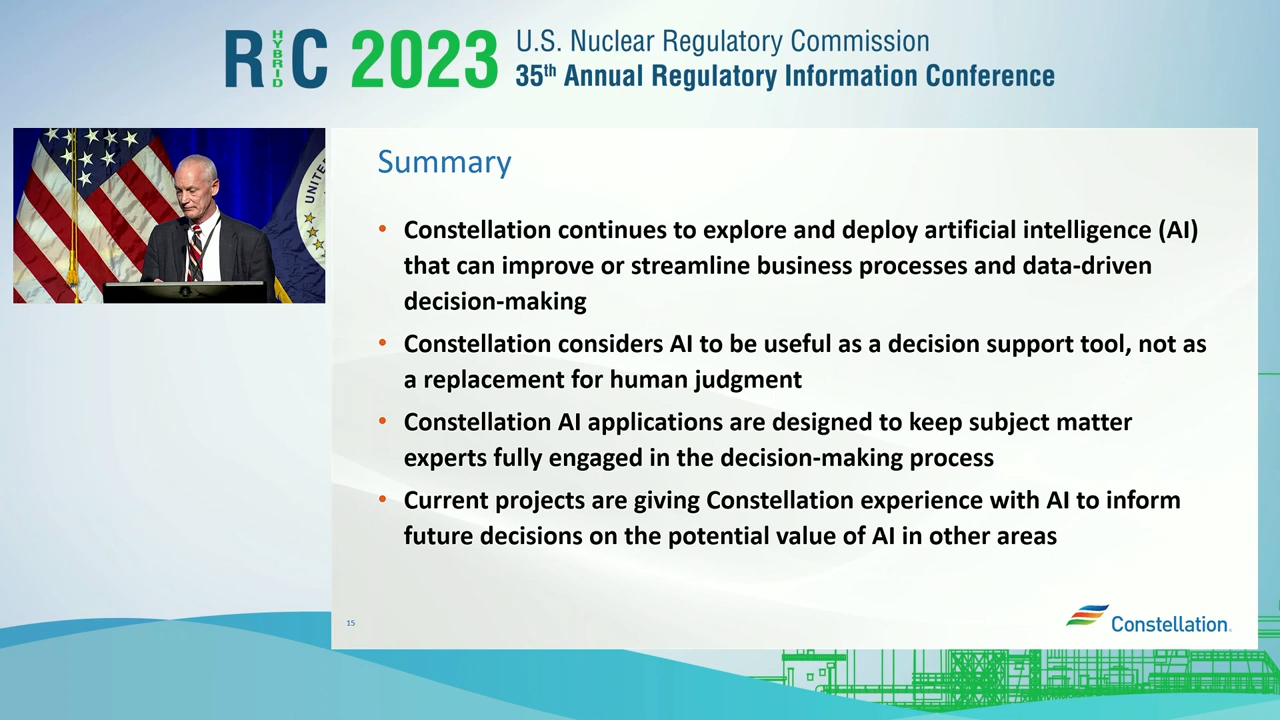 RIC HYBRID 2023
U.S. Nuclear Regulatory Commission
35th Annual Regulatory Information Conference
UNITE
Summary
• Constellation continues to explore and deploy artificial intelligence (AI)
that can improve or streamline business processes and data-driven
decision-making
• Constellation considers AI to be useful as a decision support tool, not as
a replacement for human judgment
• Constellation AI applications are designed to keep subject matter
experts fully engaged in the decision-making process
• Current projects are giving Constellation experience with AI to inform
future decisions on the potential value of AI in other areas
15
Constellation